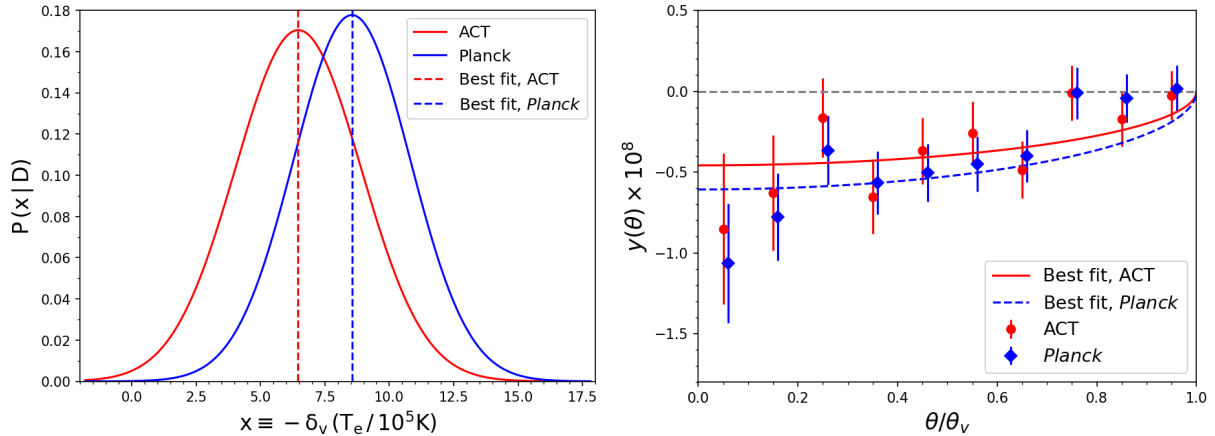 0.18
0.16
0.14
0.12
0.10
0.08
0.06
0.04
0.02
0.00
P(x|D)
ACT
Planck
Best fit, ACT
Best fit, Planck
0.0 2.5 5.0 7.5 10.0 12.5 15.0 17.5
x ≡ − δv (Te / 10⁵K)
0.5
0.0
−0.5
−1.0
−1.5
y(θ) × 10⁸
Best fit, ACT
Best fit, Planck
ACT
Planck
0.0 0.2 0.4 0.6 0.8 1.0
θ/θv